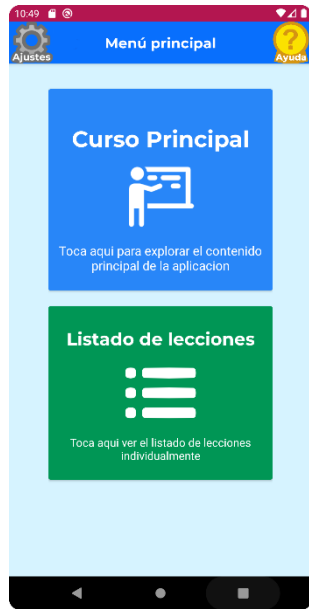 10:49
Ajustes
Menú principal
?
Ayuda
Curso Principal
Toca aqui para explorar el contenido
principal de la aplicacion
Listado de lecciones
Toca aqui ver el listado de lecciones
individualmente